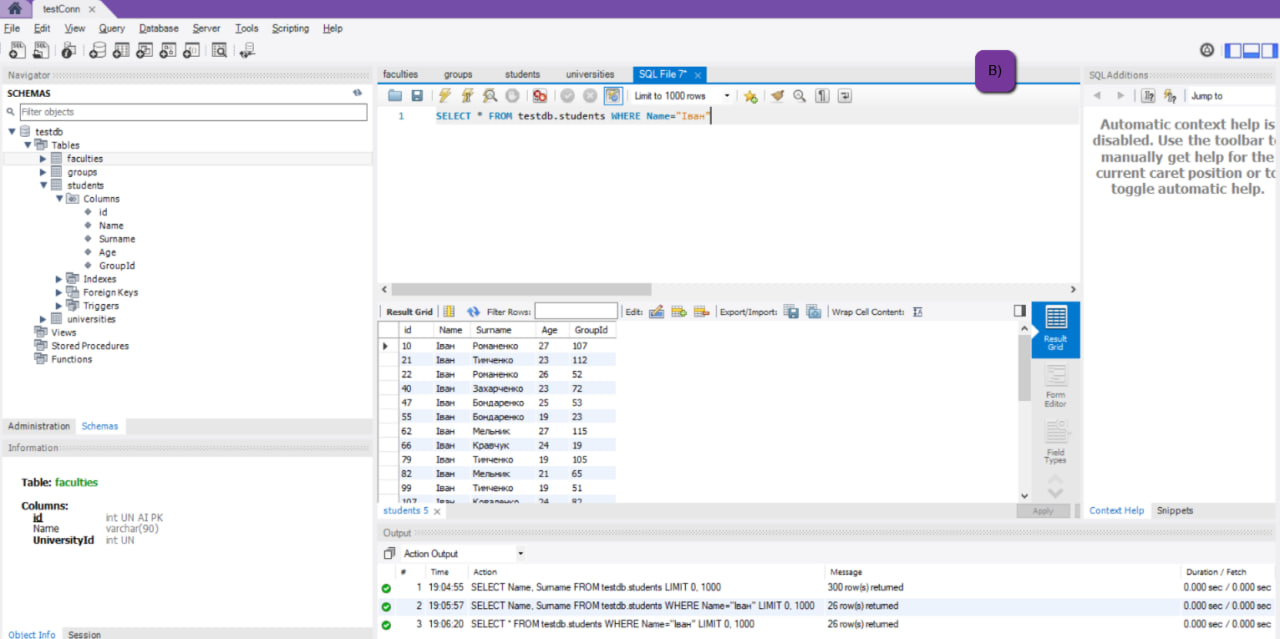 testConn
File Edit View Query Database Server Tools Scripting Help
Navigator
SCHEMAS
Filter objects
testdb
Tables
faculties
groups
students
Columns
id
Name
Surname
Age
GroupId
Indexes
Foreign Keys
Triggers
universities
Views
Stored Procedures
Functions
Administration Schemas
Information
Table: faculties
Columns:
id int UN AI PK
Name varchar(90)
UniversityId int UN
Object Info Session
faculties groups students universities SQL File 7*
B)
Limit to 1000 rows
1 SELECT * FROM testdb.students WHERE Name="Іван"
Result Grid Filter Rows: Edit: Export/Import: Wrap Cell Content:
id Name Surname Age GroupId
10 Іван Романенко 27 107
21 Іван Тимченко 23 112
22 Іван Романенко 26 52
40 Іван Захарченко 23 72
47 Іван Бондаренко 25 53
55 Іван Бондаренко 19 23
62 Іван Мельник 27 115
66 Іван Кравчук 24 19
79 Іван Тимченко 19 105
82 Іван Мельник 21 65
99 Іван Тимченко 19 51
107 Іван Коваленко 24 82
Result
Grid
Form
Editor
Field
Types
students 5
Apply
Output
Action Output
# Time Action Message Duration / Fetch
1 19:04:55 SELECT Name, Surname FROM testdb.students LIMIT 0, 1000 300 row(s) returned 0.000 sec / 0.000 sec
2 19:05:57 SELECT Name, Surname FROM testdb.students WHERE Name="Іван" LIMIT 0, 1000 26 row(s) returned 0.000 sec / 0.000 sec
3 19:06:20 SELECT * FROM testdb.students WHERE Name="Іван" LIMIT 0, 1000 26 row(s) returned 0.000 sec / 0.000 sec
SQLAdditions
Jump to
Automatic context help is
disabled. Use the toolbar to
manually get help for the
current caret position or to
toggle automatic help.
Context Help Snippets